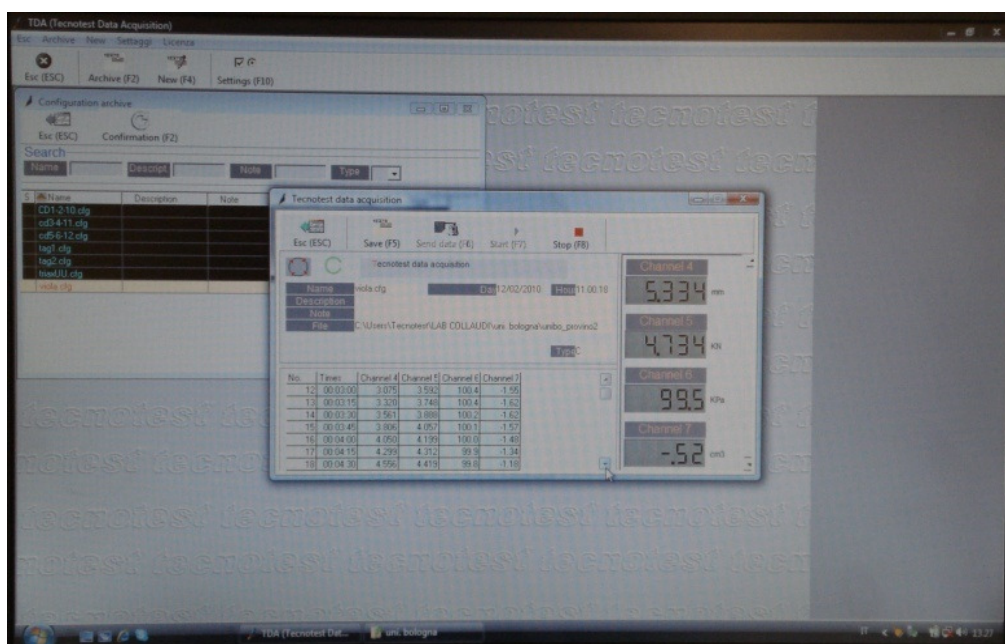 TDA (Tecnotest Data Acquisition)
Esc Archive New Settaggi Licenza
Esc (ESC) Archive (F2) New (F4) Settings (F10)
Configuration archive
Esc (ESC) Confirmation (F2)
Search
Name Descript Note Type
S Name Description Note
CD1-2-10.cfg
cd3-4-11.cfg
cd5-6-12.cfg
tag1.cfg
tag2.cfg
triaxUU.cfg
viola.cfg
Tecnotest data acquisition
Esc (ESC) Save (F5) Send data (F6) Start (F7) Stop (F8)
Tecnotest data acquisition
Name viola.cfg Day 12/02/2010 Hour 11.00.18
Description
Note
File C:\Users\Tecnotest\LAB COLLAUDI\uni. bologna\unibo_provino2
Type C
No. Times Channel 4 Channel 5 Channel 6 Channel 7
12 00:03:00 3.075 3.592 100.4 -1.55
13 00:03:15 3.320 3.748 100.4 -1.62
14 00:03:30 3.561 3.888 100.2 -1.62
15 00:03:45 3.806 4.057 100.1 -1.57
16 00:04:00 4.050 4.199 100.0 -1.48
17 00:04:15 4.299 4.312 99.9 -1.34
18 00:04:30 4.556 4.419 99.8 -1.18
Channel 4
5,334 mm
Channel 5
4,734 KN
Channel 6
99,5 KPa
Channel 7
-,52 cm3
tecnotest tecnotest tecnotest
TDA (Tecnotest Dat... uni. bologna IT 13.27